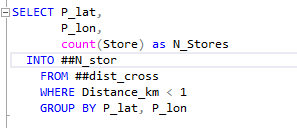 SELECT P_lat,
P_lon,
count(Store) as N_Stores
INTO ##N_stor
FROM ##dist_cross
WHERE Distance_km < 1
GROUP BY P_lat, P_lon